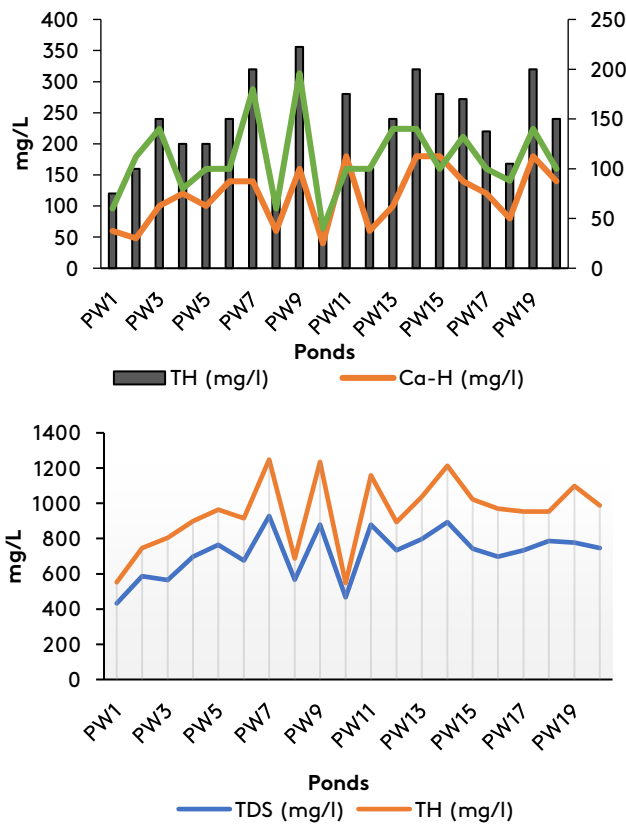 400
350
300
250
200
150
100
50
0
mg/L
250
200
150
100
50
0
PW1 PW3 PW5 PW7 PW9 PW11 PW13 PW15 PW17 PW19
Ponds
TH (mg/l) Ca-H (mg/l)
1400
1200
1000
800
600
400
200
0
mg/L
PW1 PW3 PW5 PW7 PW9 PW11 PW13 PW15 PW17 PW19
Ponds
TDS (mg/l) TH (mg/l)